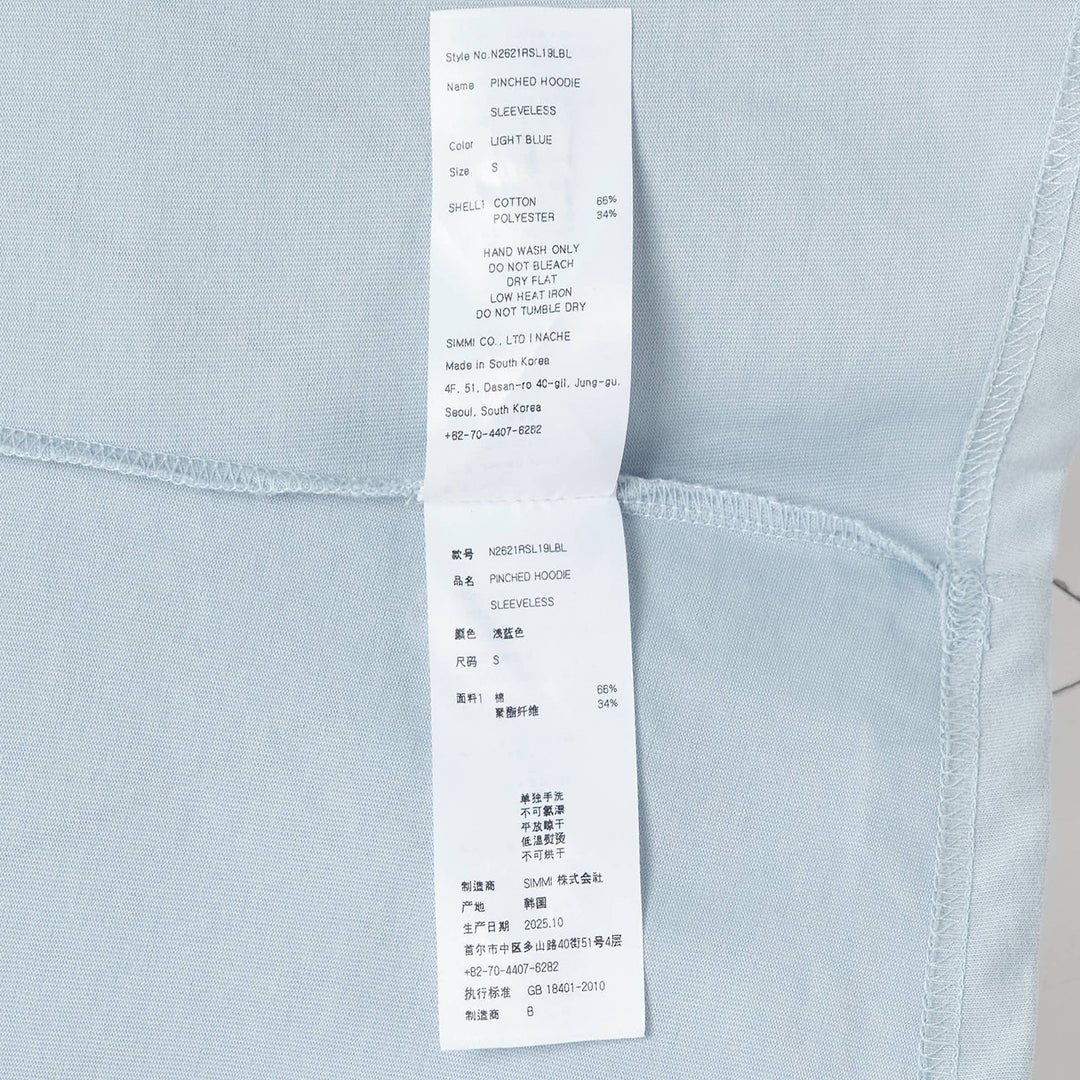 Style No. N2621RSL19LBL
Name PINCHED HOODIE
SLEEVELESS
Color LIGHT BLUE
Size S
SHELL1 COTTON 66%
POLYESTER 34%
HAND WASH ONLY
DO NOT BLEACH
DRY FLAT
LOW HEAT IRON
DO NOT TUMBLE DRY
SIMMI CO., LTD | NACHE
Made in South Korea
4F, 51, Dasan-ro 40-gil, Jung-gu,
Seoul, South Korea
+82-70-4407-6282
款号 N2621RSL19LBL
品名 PINCHED HOODIE
SLEEVELESS
颜色 浅蓝色
尺码 S
面料1 棉 66%
聚酯纤维 34%
单独手洗
不可氯漂
平放晾干
低温熨烫
不可烘干
制造商 SIMMI 株式会社
产地 韩国
生产日期 2025.10
首尔市中区多山路40街51号4层
+82-70-4407-6282
执行标准 GB 18401-2010
制造商 B